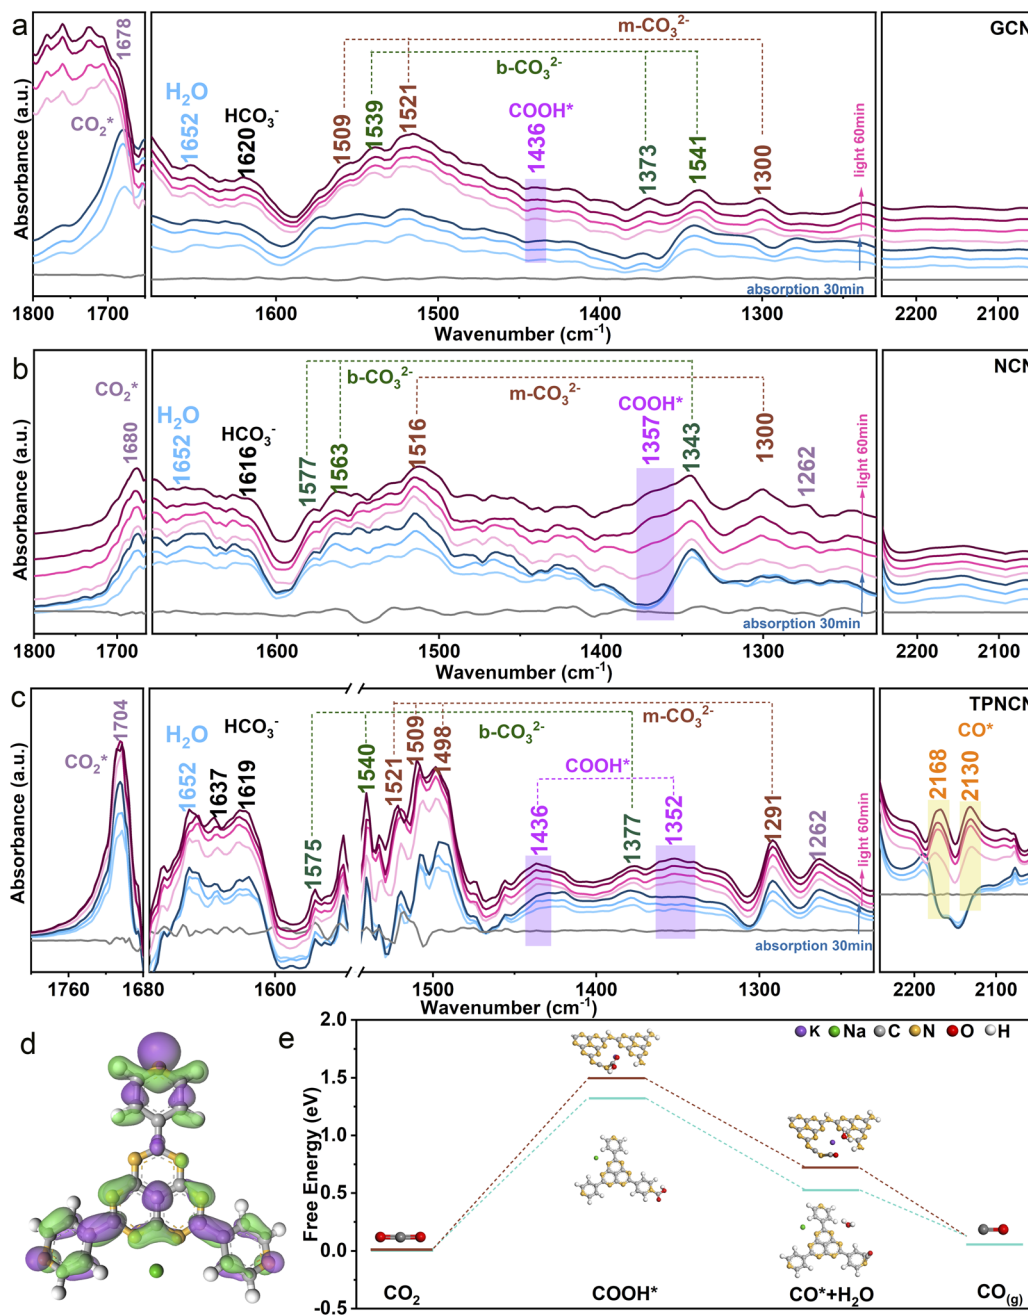 a
GCN
1678
CO₂*
H₂O
1652
HCO₃⁻
1620
1509
1539
1521
m-CO₃²⁻
b-CO₃²⁻
COOH*
1436
1373
1541
1300
light 60min
absorption 30min
Absorbance (a.u.)
1800 1700 1600 1500 1400 1300 2200 2100
Wavenumber (cm⁻¹)
b
NCN
CO₂*
1680
H₂O
1652
HCO₃⁻
1616
1577
1563
b-CO₃²⁻
1516
m-CO₃²⁻
COOH*
1357
1343
1300
1262
light 60min
absorption 30min
Absorbance (a.u.)
1800 1700 1600 1500 1400 1300 2200 2100
Wavenumber (cm⁻¹)
c
TPNCN
1704
CO₂*
H₂O
1652
HCO₃⁻
1637
1619
1575
1540
1521
1509
1498
b-CO₃²⁻
m-CO₃²⁻
COOH*
1436
1377
1352
1291
1262
CO*
2168
2130
light 60min
absorption 30min
Absorbance (a.u.)
1760 1680 1600 1500 1400 1300 2200 2100
Wavenumber (cm⁻¹)
d
e
K Na C N O H
Free Energy (eV)
2.0
1.5
1.0
0.5
0.0
-0.5
CO₂
COOH*
CO*+H₂O
CO(g)